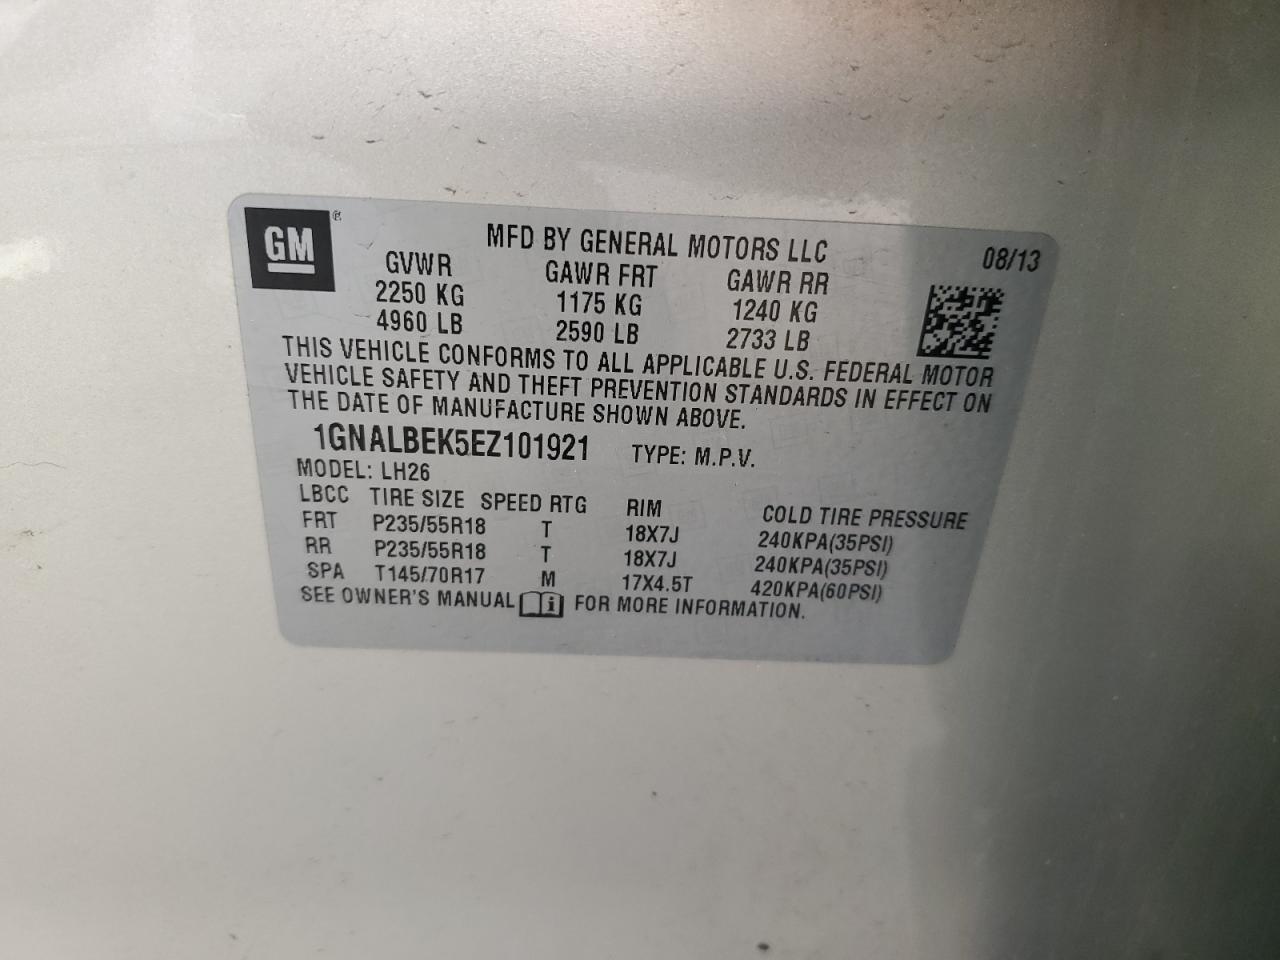 GM ®
MFD BY GENERAL MOTORS LLC 08/13
GVWR GAWR FRT GAWR RR
2250 KG 1175 KG 1240 KG
4960 LB 2590 LB 2733 LB
THIS VEHICLE CONFORMS TO ALL APPLICABLE U.S. FEDERAL MOTOR
VEHICLE SAFETY AND THEFT PREVENTION STANDARDS IN EFFECT ON
THE DATE OF MANUFACTURE SHOWN ABOVE.
1GNALBEK5EZ101921 TYPE: M.P.V.
MODEL: LH26
LBCC TIRE SIZE SPEED RTG RIM COLD TIRE PRESSURE
FRT P235/55R18 T 18X7J 240KPA(35PSI)
RR P235/55R18 T 18X7J 240KPA(35PSI)
SPA T145/70R17 M 17X4.5T 420KPA(60PSI)
SEE OWNER'S MANUAL i FOR MORE INFORMATION.